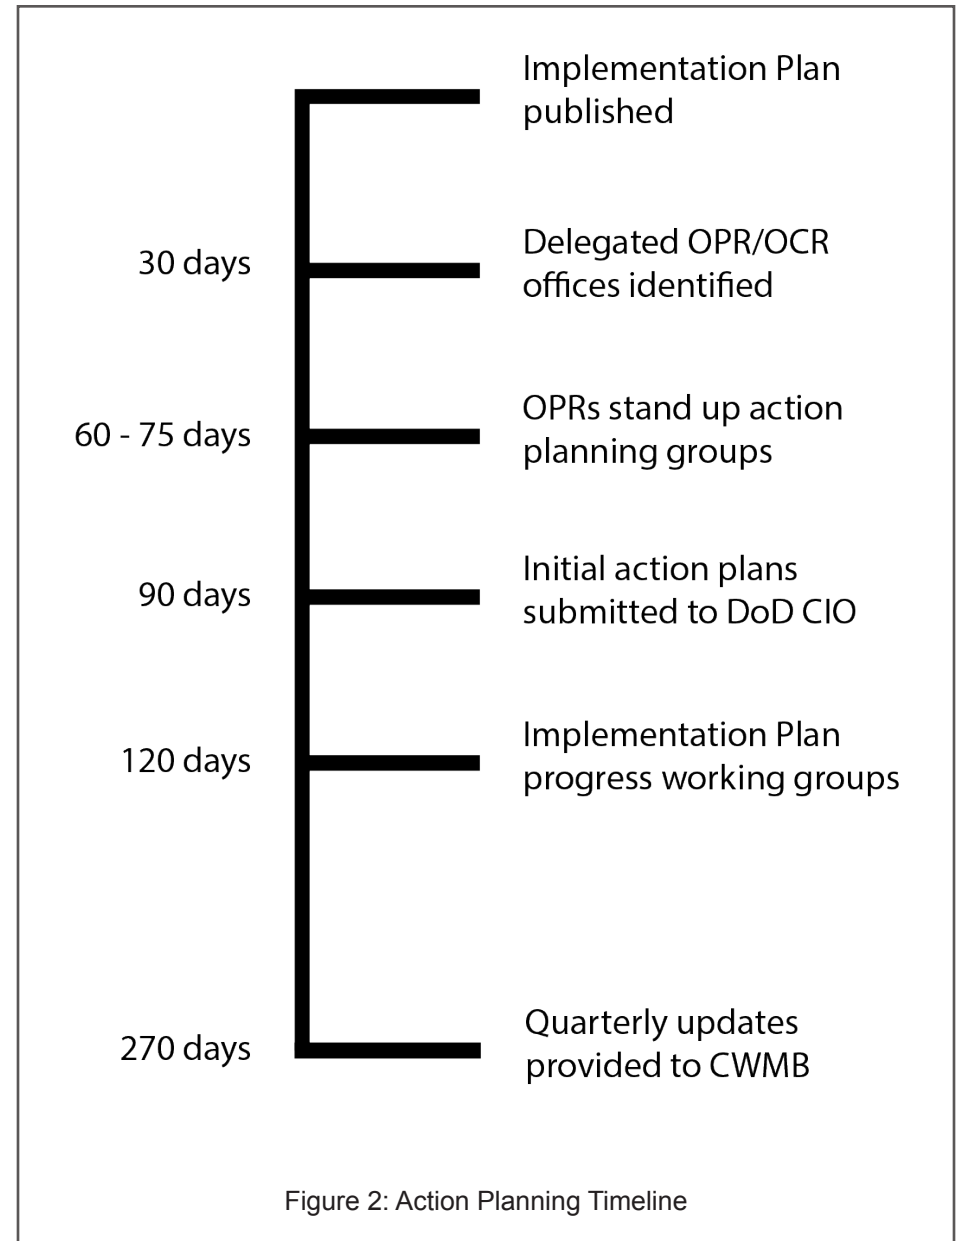 Implementation Plan
published
30 days
Delegated OPR/OCR
offices identified
60 - 75 days
OPRs stand up action
planning groups
90 days
Initial action plans
submitted to DoD CIO
120 days
Implementation Plan
progress working groups
270 days
Quarterly updates
provided to CWMB
Figure 2: Action Planning Timeline